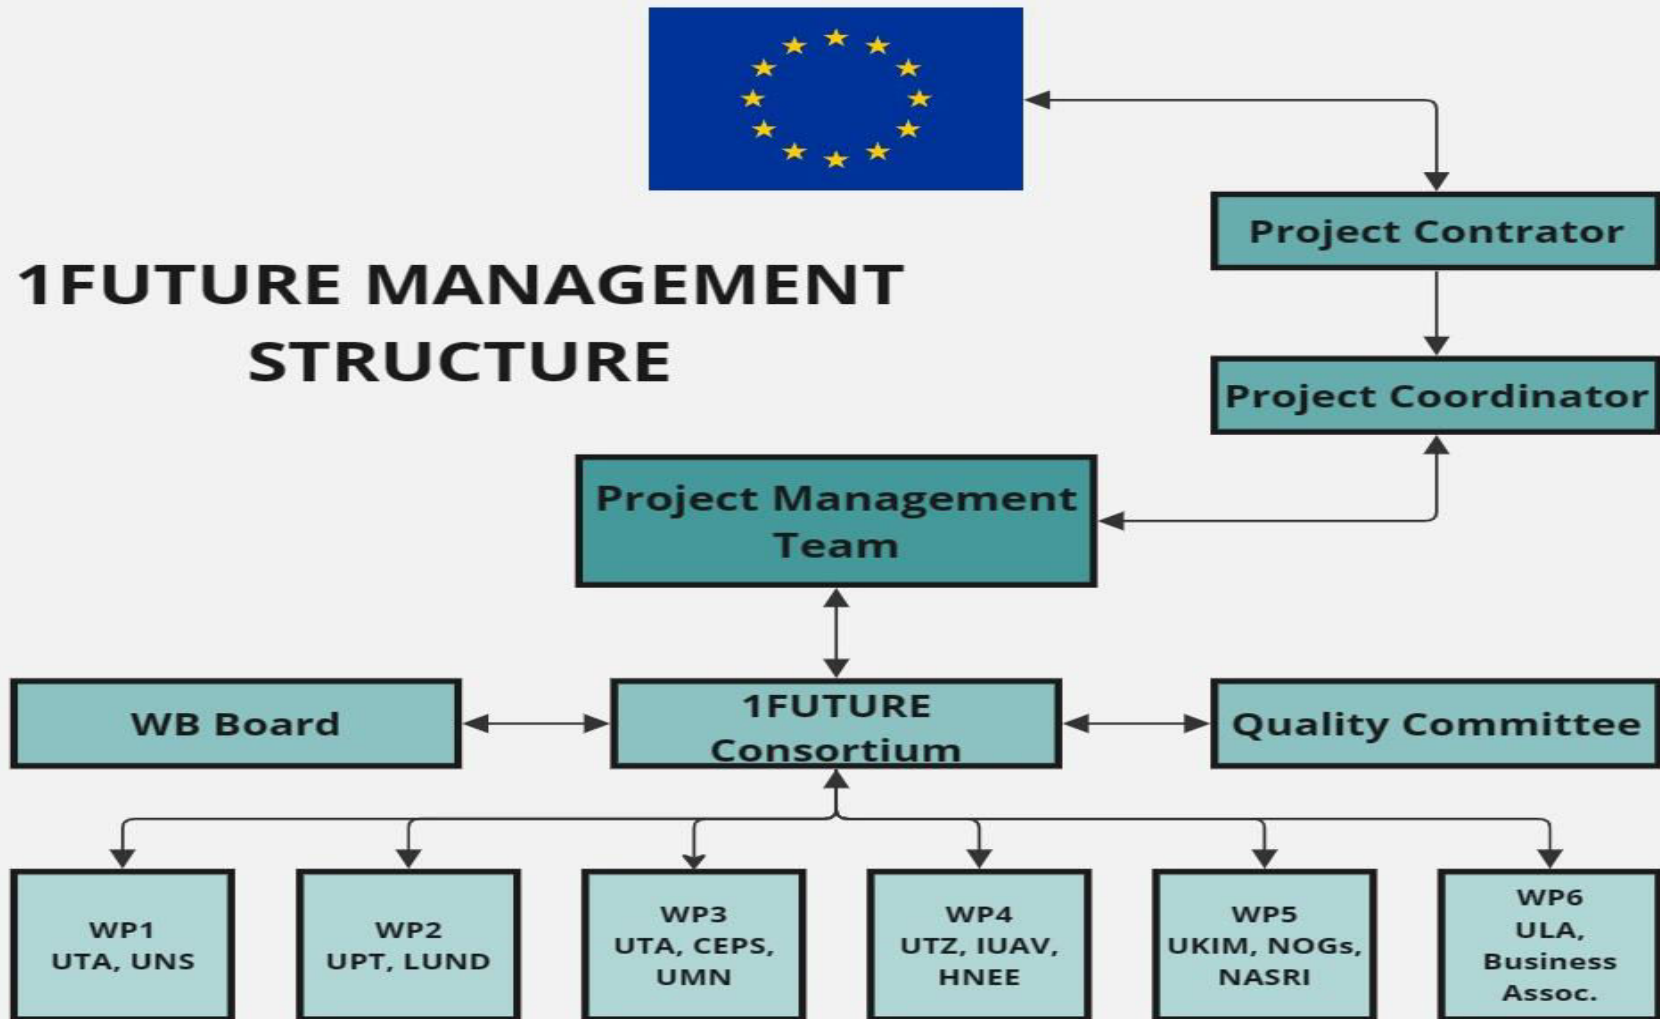 Project Contrator
1FUTURE MANAGEMENT
STRUCTURE
Project Coordinator
Project Management
Team
WB Board
1FUTURE
Consortium
Quality Committee
WP1
UTA, UNS
WP2
UPT, LUND
WP3
UTA, CEPS,
UMN
WP4
UTZ, IUAV,
HNEE
WP5
UKIM, NOGs,
NASRI
WP6
ULA,
Business
Assoc.